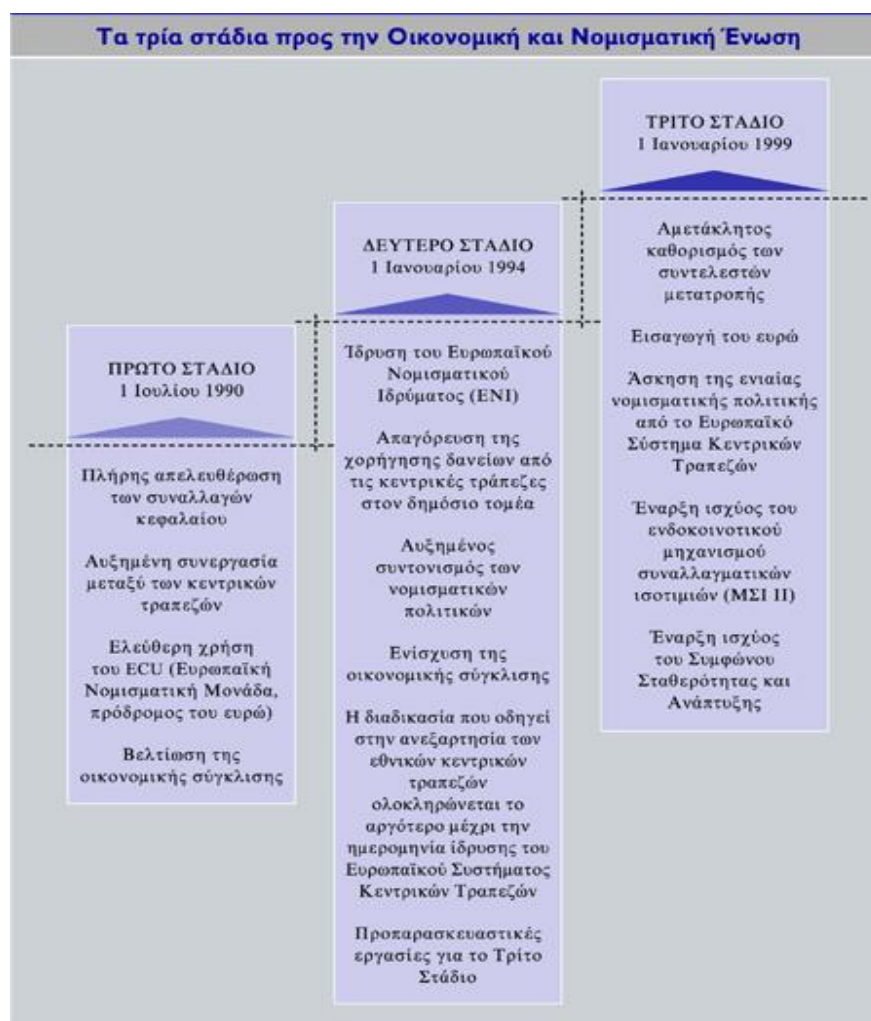 Τα τρία στάδια προς την Οικονομική και Νομισματική Ένωση
ΠΡΩΤΟ ΣΤΑΔΙΟ
1 Ιουλίου 1990
Πλήρης απελευθέρωση
των συναλλαγών
κεφαλαίου
Αυξημένη συνεργασία
μεταξύ των κεντρικών
τραπεζών
Ελεύθερη χρήση
του ECU (Ευρωπαϊκή
Νομισματική Μονάδα,
πρόδρομος του ευρώ)
Βελτίωση της
οικονομικής σύγκλισης
ΔΕΥΤΕΡΟ ΣΤΑΔΙΟ
1 Ιανουαρίου 1994
Ίδρυση του Ευρωπαϊκού
Νομισματικού
Ιδρύματος (ΕΝΙ)
Απαγόρευση της
χορήγησης δανείων από
τις κεντρικές τράπεζες
στον δημόσιο τομέα
Αυξημένος
συντονισμός των
νομισματικών
πολιτικών
Ενίσχυση της
οικονομικής σύγκλισης
Η διαδικασία που οδηγεί
στην ανεξαρτησία των
εθνικών κεντρικών
τραπεζών
ολοκληρώνεται το
αργότερο μέχρι την
ημερομηνία ίδρυσης του
Ευρωπαϊκού Συστήματος
Κεντρικών Τραπεζών
Προπαρασκευαστικές
εργασίες για το Τρίτο
Στάδιο
ΤΡΙΤΟ ΣΤΑΔΙΟ
1 Ιανουαρίου 1999
Αμετάκλητος
καθορισμός των
συντελεστών
μετατροπής
Εισαγωγή του ευρώ
Άσκηση της ενιαίας
νομισματικής πολιτικής
από το Ευρωπαϊκό
Σύστημα Κεντρικών
Τραπεζών
Έναρξη ισχύος του
ενδοκοινοτικού
μηχανισμού
συναλλαγματικών
ισοτιμιών (ΜΣΙ ΙΙ)
Έναρξη ισχύος
του Συμφώνου
Σταθερότητας και
Ανάπτυξης